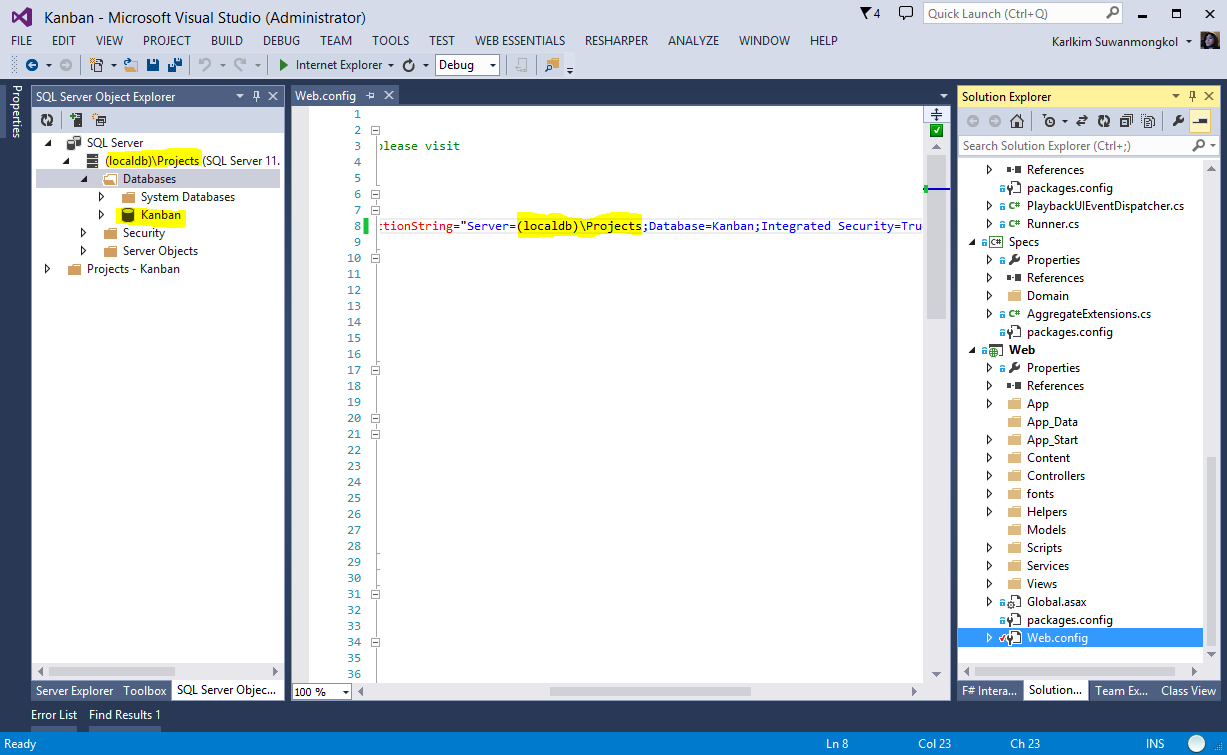 Kanban - Microsoft Visual Studio (Administrator)
4
Quick Launch (Ctrl+Q)
FILE EDIT VIEW PROJECT BUILD DEBUG TEAM TOOLS TEST WEB ESSENTIALS RESHARPER ANALYZE WINDOW HELP
Karlkim Suwanmongkol
Internet Explorer
Debug
Properties
SQL Server Object Explorer
SQL Server
(localdb)\Projects (SQL Server 11.
Databases
System Databases
Kanban
Security
Server Objects
Projects - Kanban
Server Explorer Toolbox SQL Server Objec...
Web.config
1
2
3 please visit
4
5
6
7
8 ctionString="Server=(localdb)\Projects;Database=Kanban;Integrated Security=Tru
9
10
11
12
13
14
15
16
17
18
19
20
21
22
23
24
25
26
27
28
29
30
31
32
33
34
35
36
100 %
Solution Explorer
Search Solution Explorer (Ctrl+;)
References
packages.config
PlaybackUIEventDispatcher.cs
Runner.cs
Specs
Properties
References
Domain
AggregateExtensions.cs
packages.config
Web
Properties
References
App
App_Data
App_Start
Content
Controllers
fonts
Helpers
Models
Scripts
Services
Views
Global.asax
packages.config
Web.config
F# Intera... Solution... Team Ex... Class View
Error List Find Results 1
Ready Ln 8 Col 23 Ch 23 INS